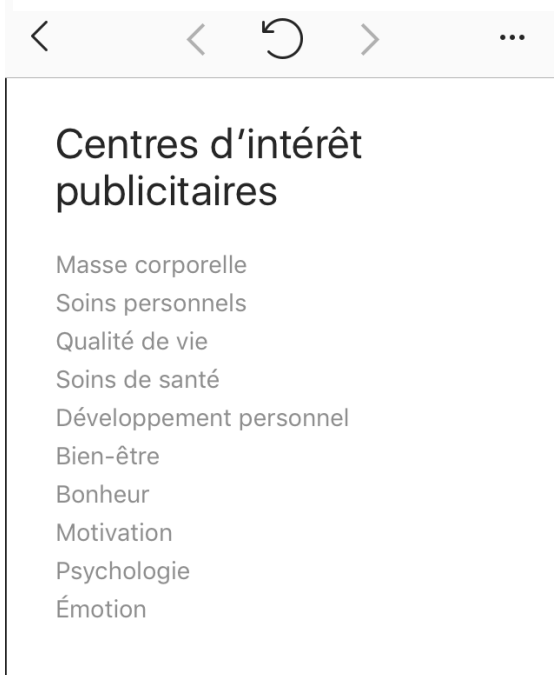 Centres d’intérêt
publicitaires
Masse corporelle
Soins personnels
Qualité de vie
Soins de santé
Développement personnel
Bien-être
Bonheur
Motivation
Psychologie
Émotion